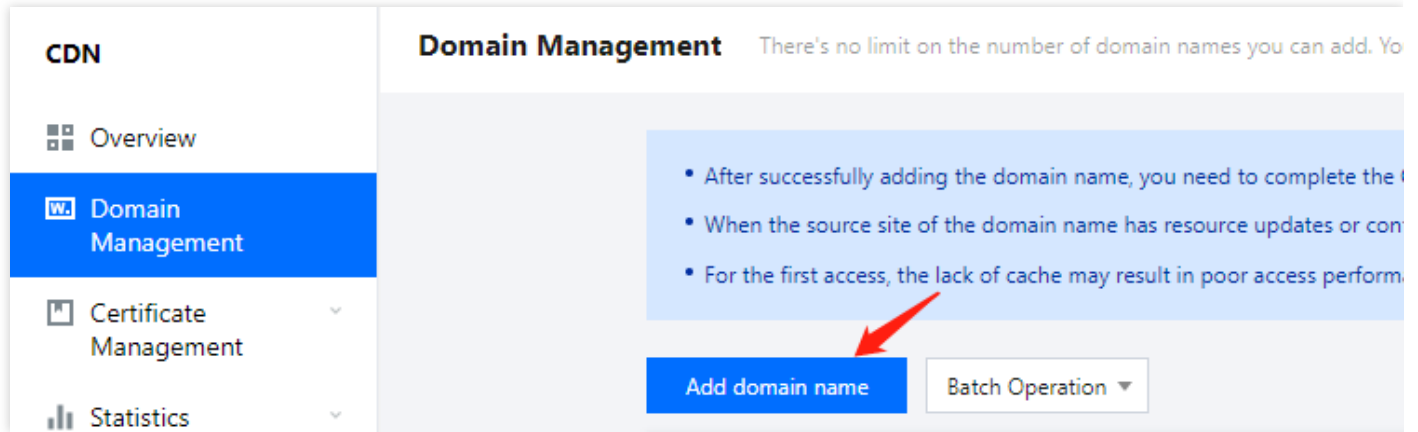 CDN
Domain Management There's no limit on the number of domain names you can add.
Overview
Domain
Management
Certificate
Management
Statistics
• After successfully adding the domain name, you need to complete the
• When the source site of the domain name has resource updates or
• For the first access, the lack of cache may result in poor access
Add domain name
Batch Operation